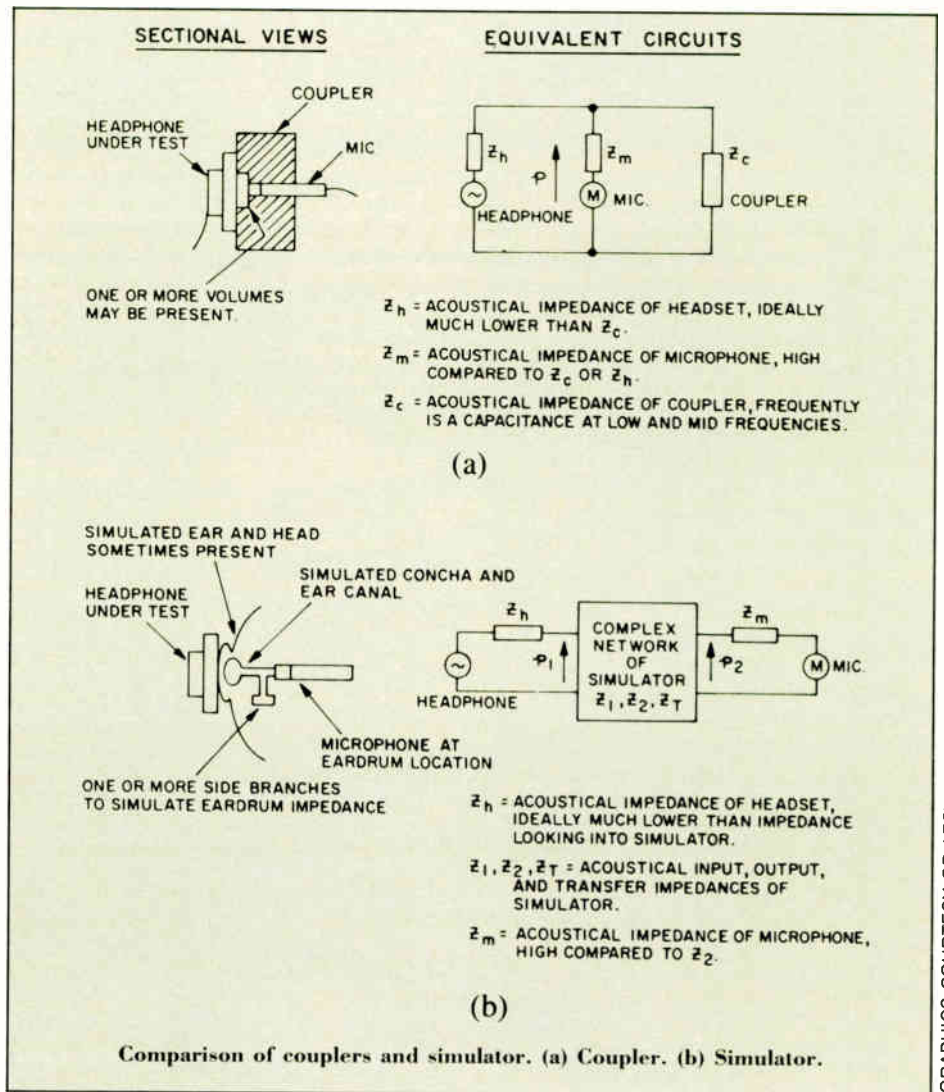 SECTIONAL VIEWS
EQUIVALENT CIRCUITS
COUPLER
HEADPHONE
UNDER TEST
MIC
ONE OR MORE VOLUMES
MAY BE PRESENT.
Zh
HEADPHONE
p
Zm
M MIC.
Zc
COUPLER
Zh = ACOUSTICAL IMPEDANCE OF HEADSET, IDEALLY
MUCH LOWER THAN Zc.
Zm = ACOUSTICAL IMPEDANCE OF MICROPHONE, HIGH
COMPARED TO Zc OR Zh.
Zc = ACOUSTICAL IMPEDANCE OF COUPLER, FREQUENTLY
IS A CAPACITANCE AT LOW AND MID FREQUENCIES.
(a)
SIMULATED EAR AND HEAD
SOMETIMES PRESENT
HEADPHONE
UNDER TEST
SIMULATED CONCHA AND
EAR CANAL
MICROPHONE AT
EARDRUM LOCATION
ONE OR MORE SIDE BRANCHES
TO SIMULATE EARDRUM IMPEDANCE
Zh
p1
HEADPHONE
COMPLEX
NETWORK
OF
SIMULATOR
Z1, Z2, ZT
p2
Zm
M MIC.
Zh = ACOUSTICAL IMPEDANCE OF HEADSET,
IDEALLY MUCH LOWER THAN IMPEDANCE
LOOKING INTO SIMULATOR.
Z1, Z2, ZT = ACOUSTICAL INPUT, OUTPUT,
AND TRANSFER IMPEDANCES OF
SIMULATOR.
Zm = ACOUSTICAL IMPEDANCE OF MICROPHONE,
HIGH COMPARED TO Z2.
(b)
Comparison of couplers and simulator. (a) Coupler. (b) Simulator.